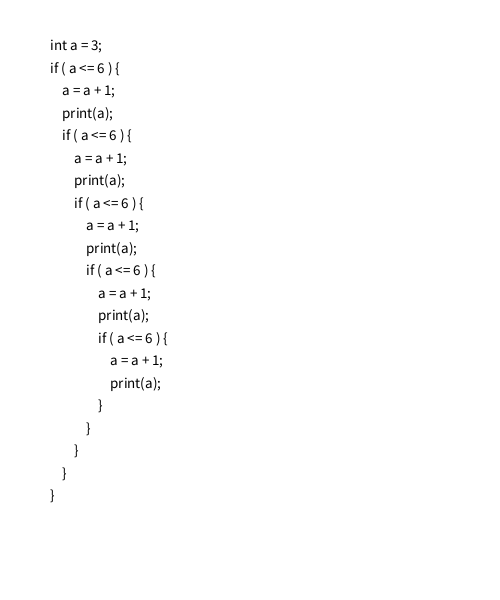 int a = 3;
if ( a <= 6 ) {
a = a + 1;
print(a);
if ( a <= 6 ) {
a = a + 1;
print(a);
if ( a <= 6 ) {
a = a + 1;
print(a);
if ( a <= 6 ) {
a = a + 1;
print(a);
if ( a <= 6 ) {
a = a + 1;
print(a);
}
}
}
}
}